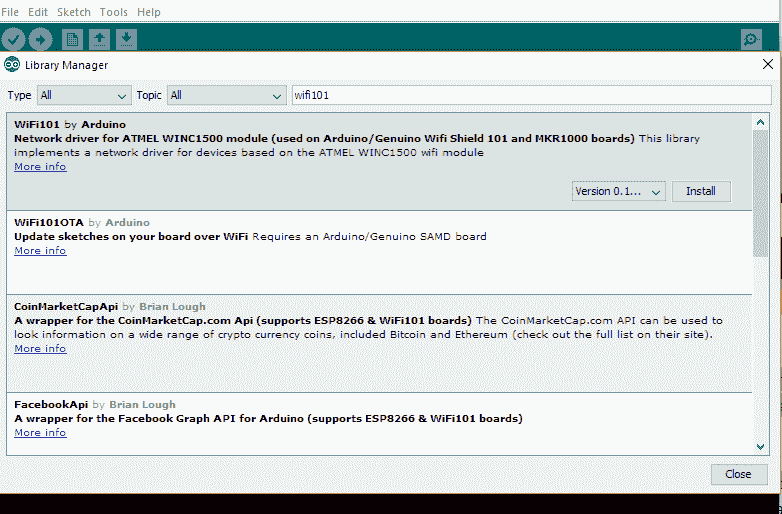 File Edit Sketch Tools Help
Library Manager
Type All Topic All wifi101
WiFi101 by Arduino
Network driver for ATMEL WINC1500 module (used on Arduino/Genuino Wifi Shield 101 and MKR1000 boards) This library
implements a network driver for devices based on the ATMEL WINC1500 wifi module
More info
Version 0.1... Install
WiFi101OTA by Arduino
Update sketches on your board over WiFi Requires an Arduino/Genuino SAMD board
More info
CoinMarketCapApi by Brian Lough
A wrapper for the CoinMarketCap.com Api (supports ESP8266 & WiFi101 boards) The CoinMarketCap.com API can be used to
look information on a wide range of crypto currency coins, included Bitcoin and Ethereum (check out the full list on their site).
More info
FacebookApi by Brian Lough
A wrapper for the Facebook Graph API for Arduino (supports ESP8266 & WiFi101 boards)
More info
Close